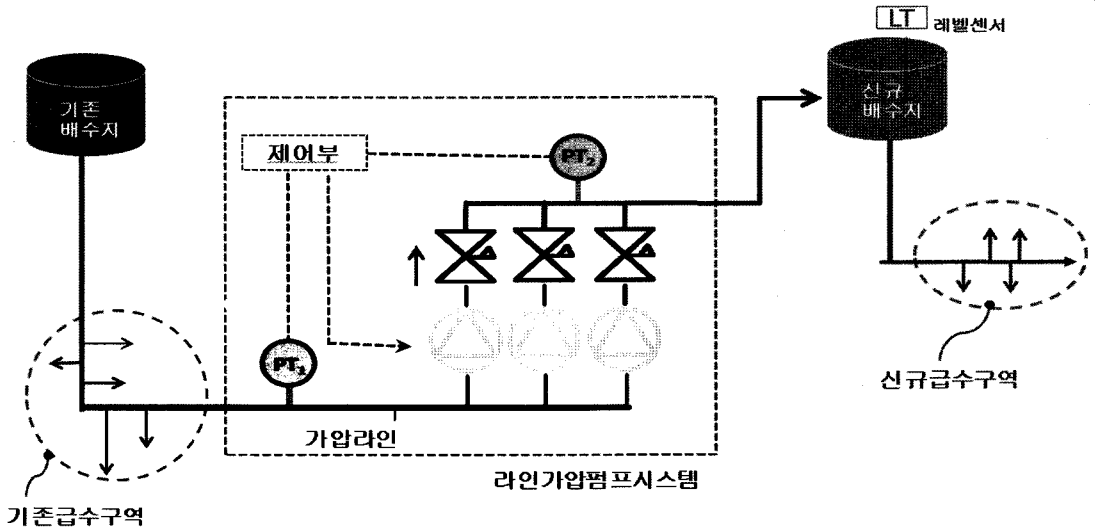 LT 레벨센서
기존
배수지
신규
배수지
제어부
PT₂
PT₁
가압라인
신규급수구역
라인가압펌프시스템
기존급수구역